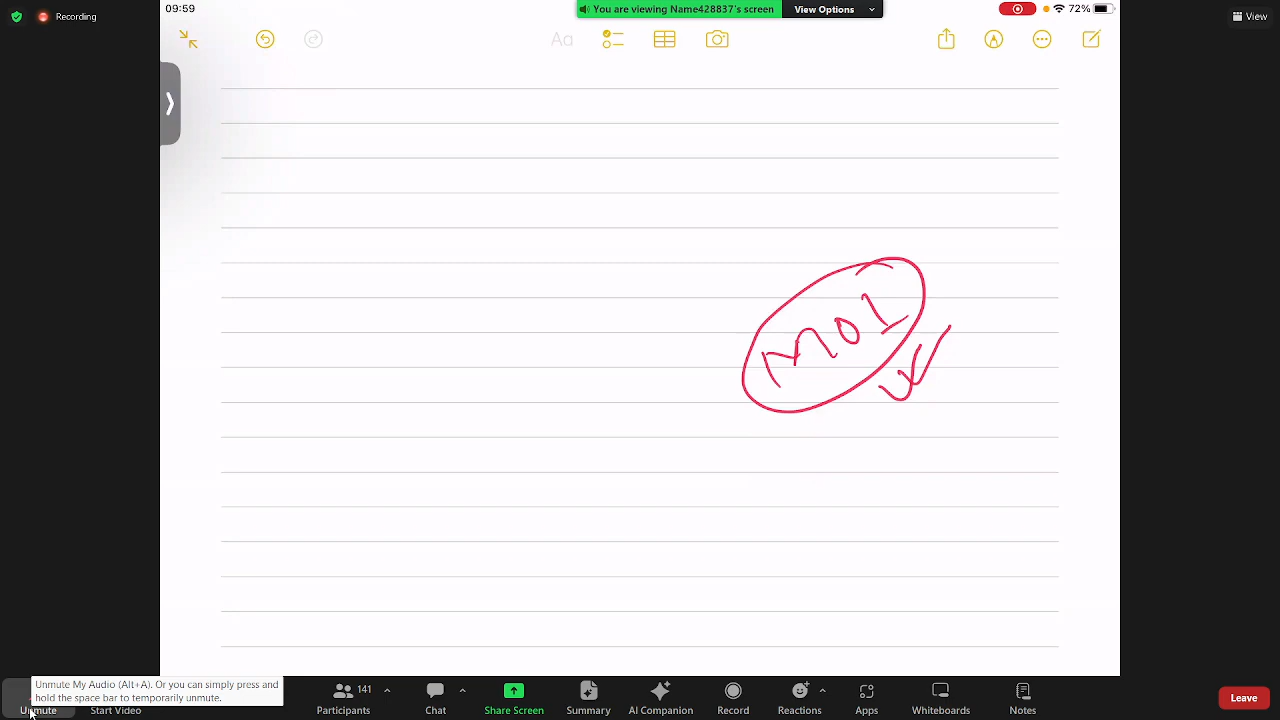 09:59
You are viewing Name428837's screen
View Options
72%
Recording
View
Aa
MOI
Unmute My Audio (Alt+A). Or you can simply press and
hold the space bar to temporarily unmute.
Unmute
Start Video
141
Participants
Chat
Share Screen
Summary
AI Companion
Record
Reactions
Apps
Whiteboards
Notes
Leave